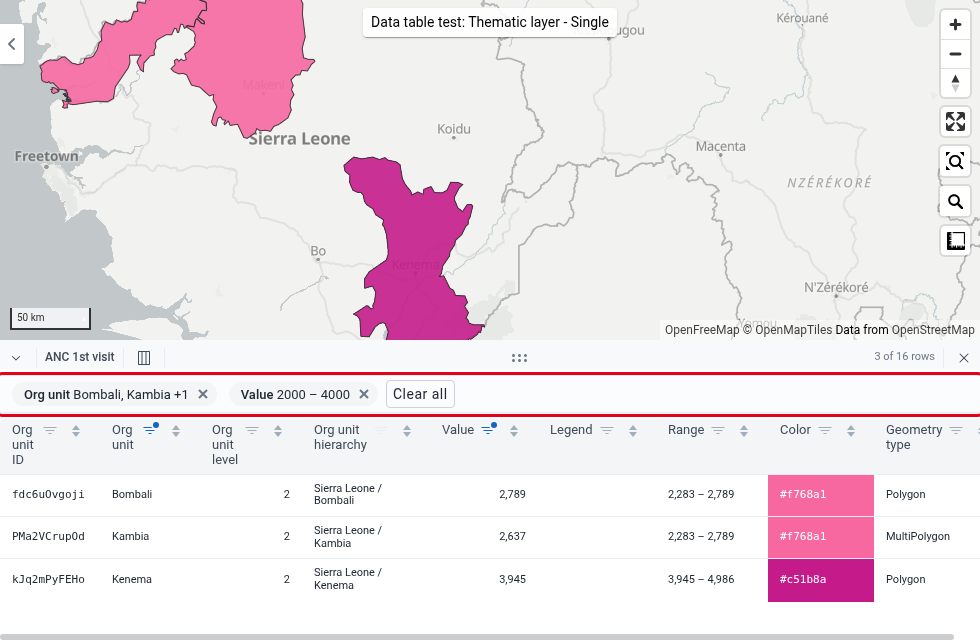 Data table test: Thematic layer - Single
Kérouané
ugou
Makeni
Sierra Leone
Koidu
Freetown
Macenta
NZÉRÉKORÉ
Bo
Kenema
N'Zérékoré
Yomou
50 km
OpenFreeMap © OpenMapTiles Data from OpenStreetMap
ANC 1st visit
3 of 16 rows
Org unit Bombali, Kambia +1
Value 2000 – 4000
Clear all
Org unit ID
Org unit
Org unit level
Org unit hierarchy
Value
Legend
Range
Color
Geometry type
fdc6uOvgoji Bombali 2 Sierra Leone / Bombali 2,789 2,283 – 2,789 #f768a1 Polygon
PMa2VCrupOd Kambia 2 Sierra Leone / Kambia 2,637 2,283 – 2,789 #f768a1 MultiPolygon
kJq2mPyFEHo Kenema 2 Sierra Leone / Kenema 3,945 3,945 – 4,986 #c51b8a Polygon